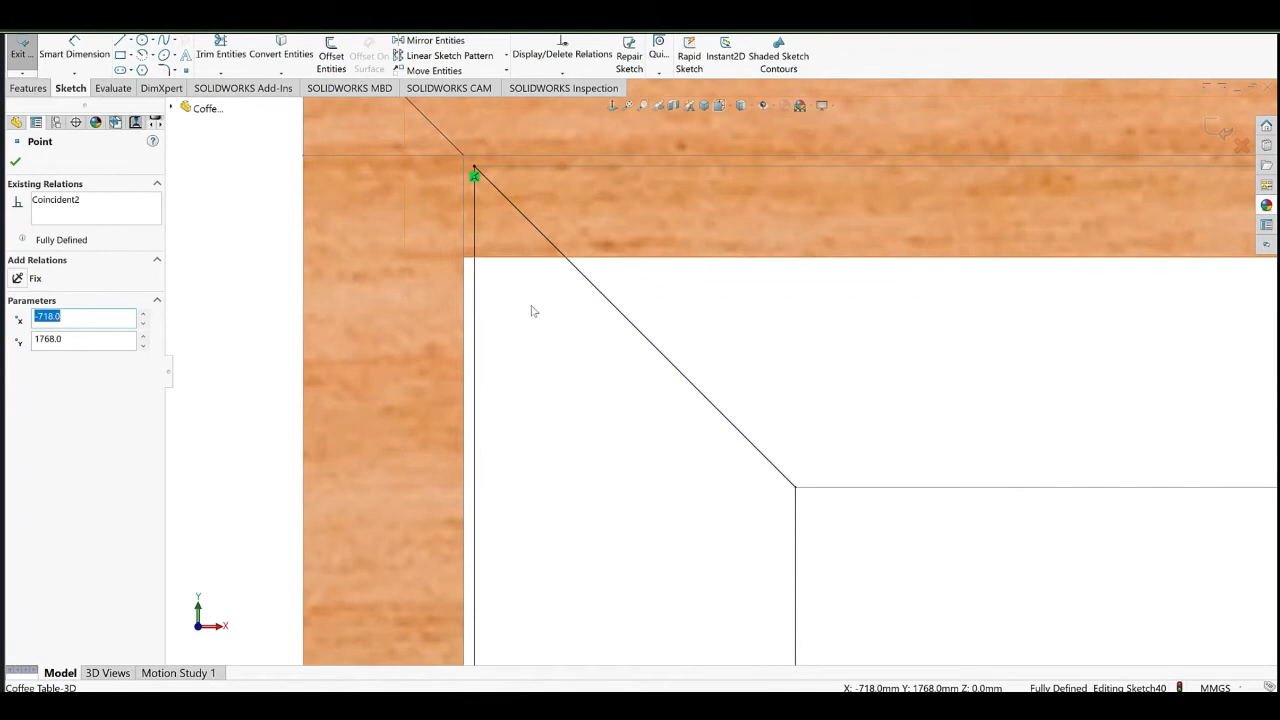 Mirror Entities
Exit ...
Smart Dimension
Trim Entities
Convert Entities
Offset
Entities
Offset On
Surface
Linear Sketch Pattern
Move Entities
Display/Delete Relations
Repair
Sketch
Qui...
Rapid
Sketch
Instant2D
Shaded Sketch
Contours
Features
Sketch
Evaluate
DimXpert
SOLIDWORKS Add-Ins
SOLIDWORKS MBD
SOLIDWORKS CAM
SOLIDWORKS Inspection
Coffe...
Point
Existing Relations
Coincident2
Fully Defined
Add Relations
Fix
Parameters
-718.0
1768.0
Y
X
Model
3D Views
Motion Study 1
Coffee Table-3D
X: -718.0mm Y: 1768.0mm Z: 0.0mm
Fully Defined
Editing Sketch40
MMGS